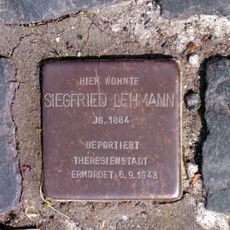 HIER WOHNTE
SIEGFRIED LEHMANN
JG. 1884
DEPORTIERT
THERESIENSTADT
ERMORDET 6.9.1943